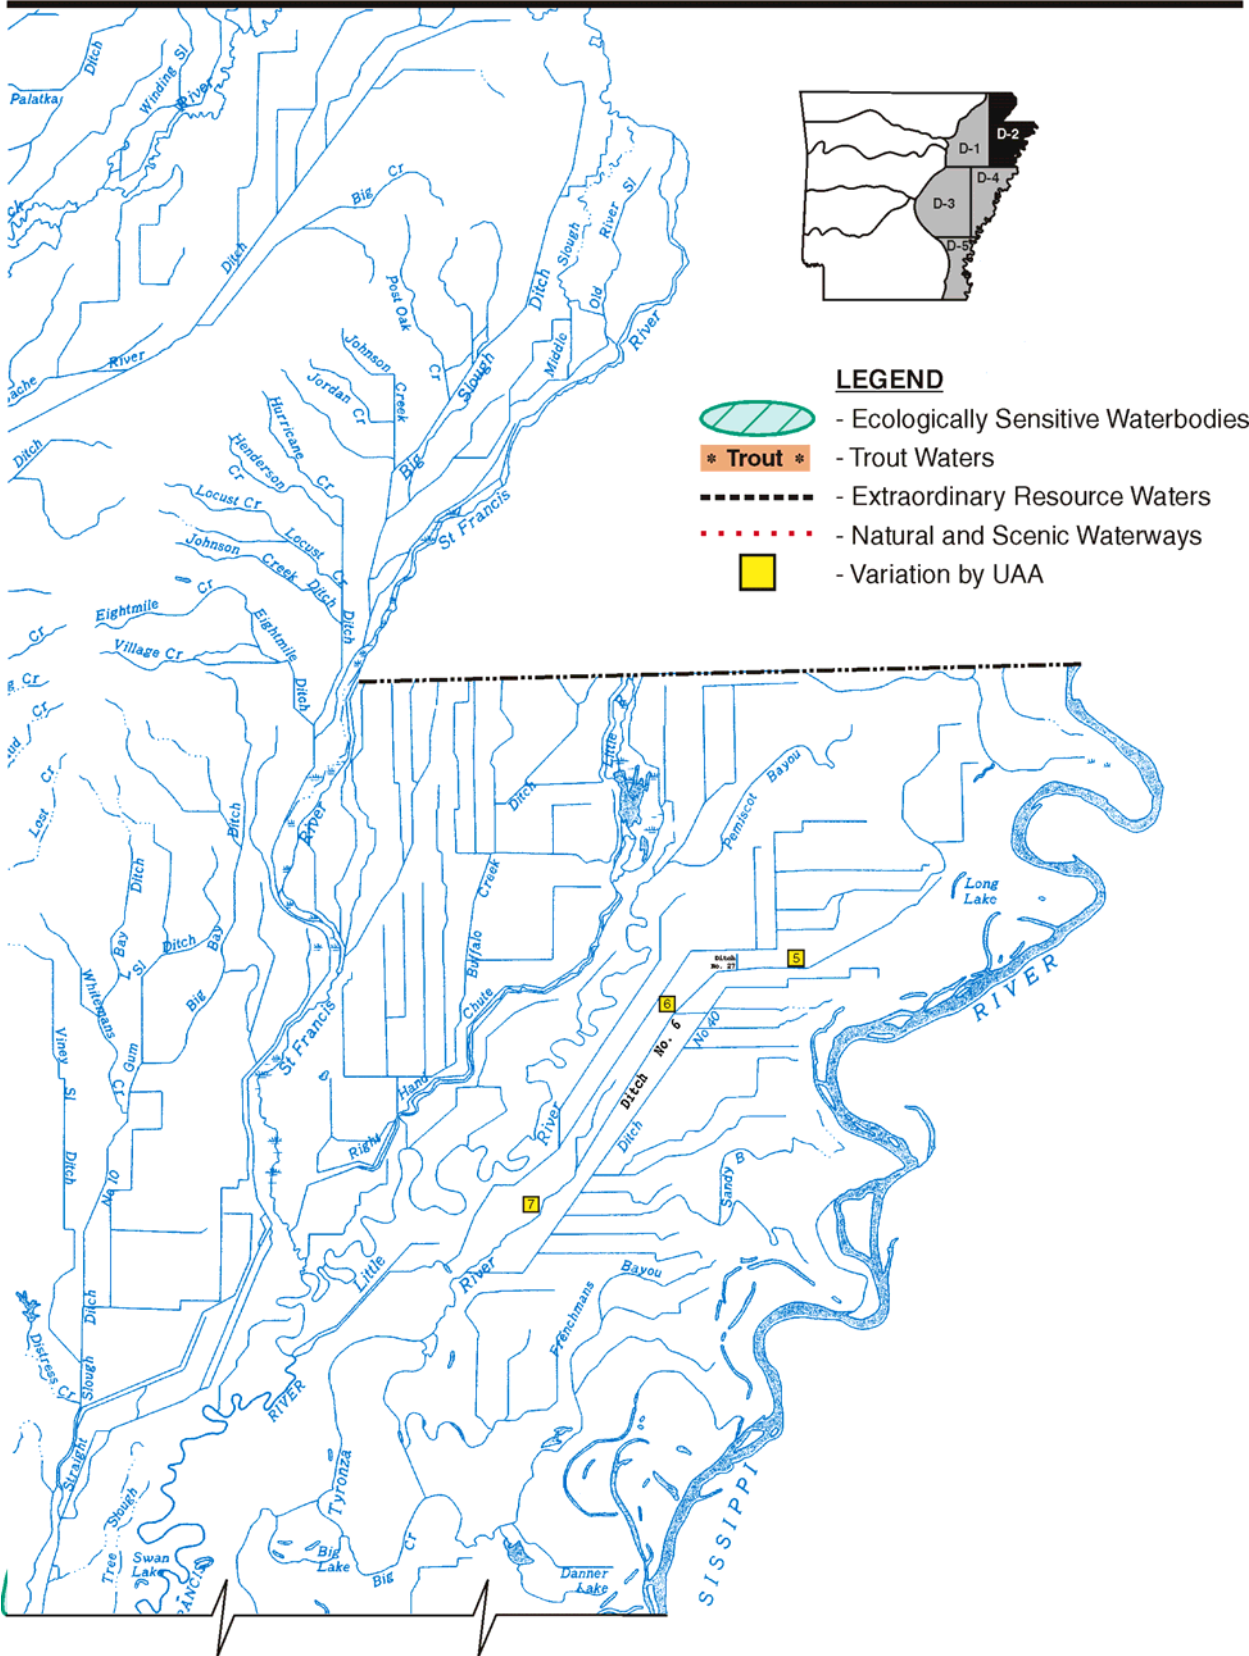 Ditch
Winding Sl
River
Palatka
D-1
D-2
D-3
D-4
D-5
Big Cr
Ditch
Post Oak
Cr
Ditch
Slough
River Sl
Old
Middle
River
Johnson
Creek
Jordan Cr
Hurricane
Cr
Slough
Big
River
ache
Ditch
Henderson
Cr
Locust Cr
Locust
Cr
Johnson
Creek Ditch
St Francis
LEGEND
- Ecologically Sensitive Waterbodies
* Trout * - Trout Waters
- Extraordinary Resource Waters
- Natural and Scenic Waterways
- Variation by UAA
Cr
Eightmile
Eightmile
Ditch
Ditch
Village Cr
Cr
Cr
Cr
ud
Cr
Lost
Ditch
River
Ditch
Little
Pemiscot Bayou
Creek
Buffalo
Long
Lake
Ditch
Bay
Ditch
Bay
Sl
Big
Whitemans
Cr
Gum
Viney
Sl
Ditch
No 10
Ditch
Slough
St Francis
Chute
Hand
Right
Ditch
No. 27
5
6
No. 6
Ditch
No 40
Ditch
RIVER
River
7
Sandy B
Little
River
Bayou
Frenchmans
Distress Cr
Straight
RIVER
Tyronza
Slough
Tree
Swan
Lake
Big
Lake
Big
Cr
Danner
Lake
SISSIPPI